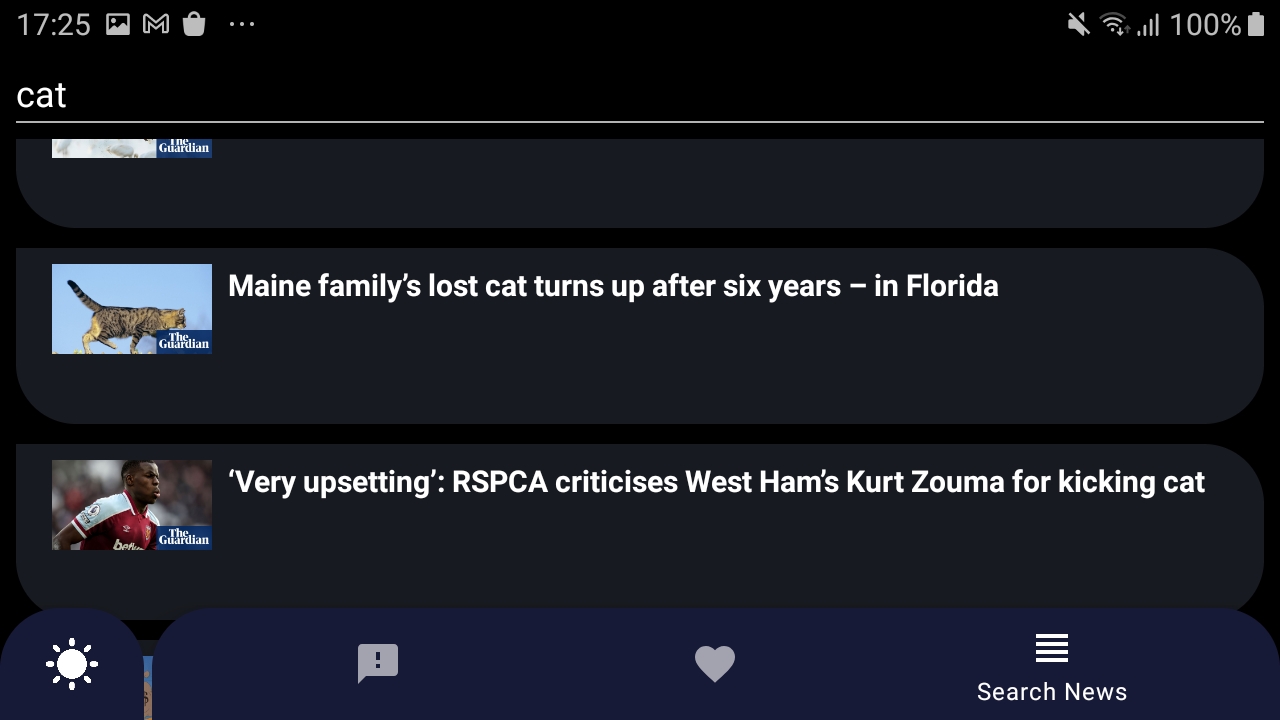 17:25
100%
cat
The
Guardian
Maine family’s lost cat turns up after six years – in Florida
The
Guardian
‘Very upsetting’: RSPCA criticises West Ham’s Kurt Zouma for kicking cat
The
Guardian
Search News